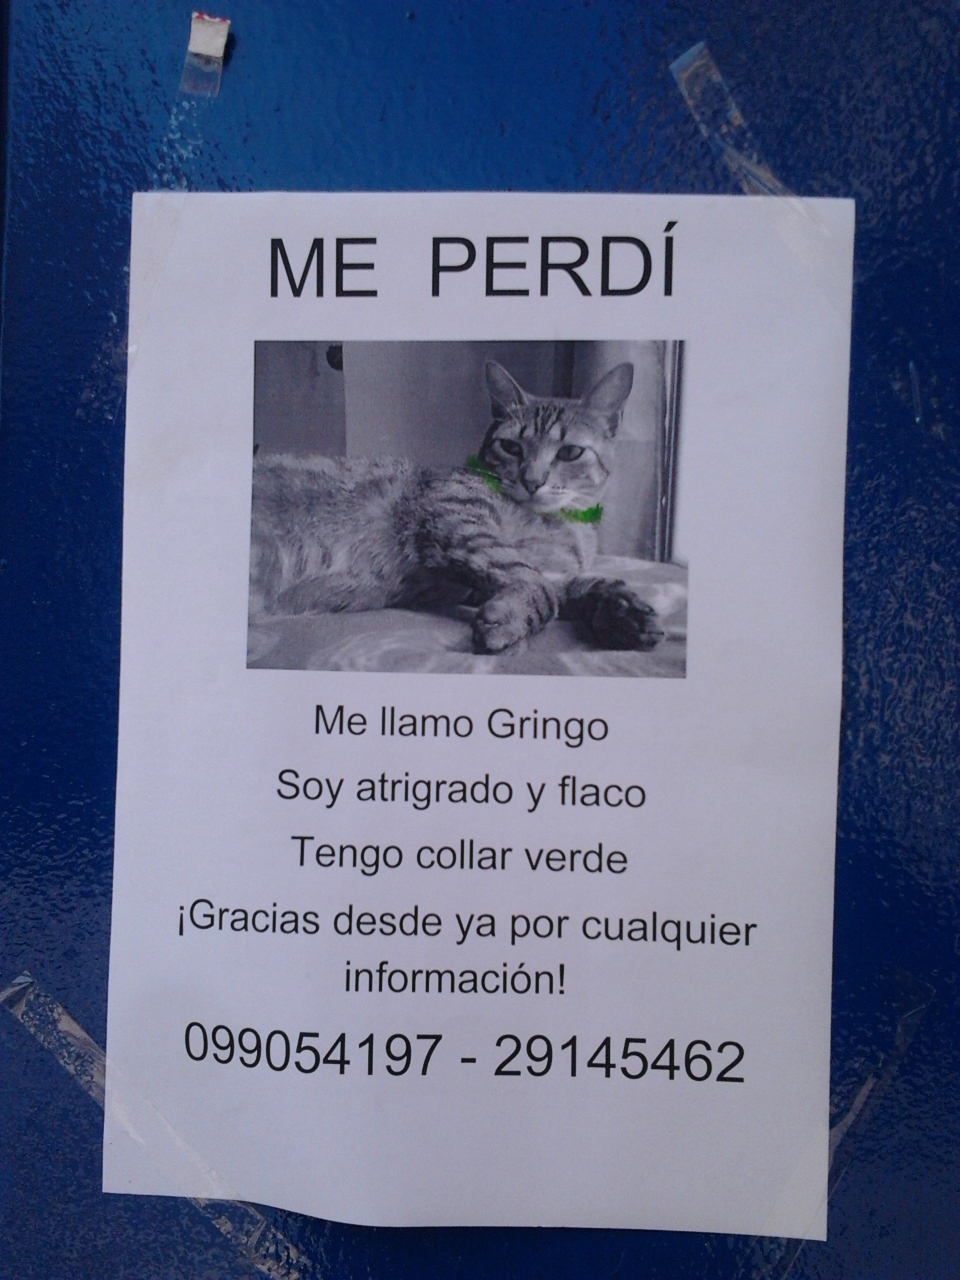 ME PERDÍ
Me llamo Gringo
Soy atrigrado y flaco
Tengo collar verde
¡Gracias desde ya por cualquier
información!
099054197 - 29145462